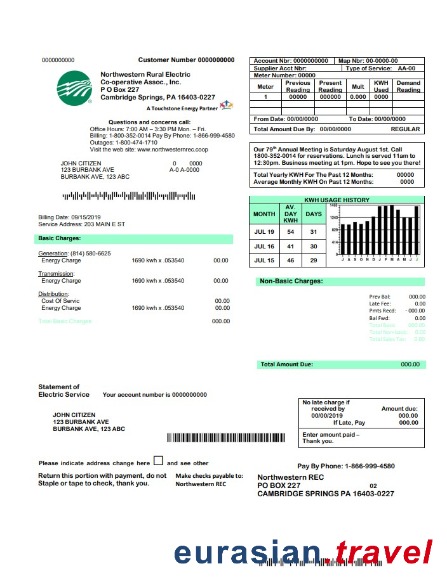 0000000000 Customer Number 0000000000
Northwestern Rural Electric
Co-operative Assoc., Inc.
P O Box 227
Cambridge Springs, PA 16403-0227
A Touchstone Energy Partner
Questions and concerns call:
Office Hours: 7:00 AM – 3:30 PM Mon. – Fri.
Billing: 1-800-352-0014 Pay By Phone: 1-866-999-4580
Outages: 1-800-474-1710
Visit the web site: www.northwesternrec.coop
JOHN CITIZEN 0 0000
123 BURBANK AVE A-0 A-0000
BURBANK AVE, 123 ABC
Billing Date: 09/15/2019
Service Address: 203 MAIN E ST
Basic Charges:
Generation: (814) 580-6625
Energy Charge 1690 kwh x .053540 00.00
Transmission:
Energy Charge 1690 kwh x .053540 00.00
Distribution:
Cost Of Servic 00.00
Energy Charge 1690 kwh x .053540 00.00
Total Basic Charges 000.00
Account Nbr: 0000000000 Map Nbr: 00-0000-00
Supplier Acct Nbr: Type of Service: AA-00
Meter Number: 00000
Meter Previous Reading Present Reading Mult KWH Used Demand Reading
1 00000 000000 0.000 0000
From Date: 00/00/0000 To Date: 00/00/0000
Total Amount Due By: 00/00/0000 REGULAR
Our 79th Annual Meeting is Saturday August 1st. Call
1800-352-0014 for reservations. Lunch is served 11am to
12:30pm. Business meeting at 1pm. Hope to see you there!
Total Yearly KWH For The Past 12 Months: 00000
Average Monthly KWH On Past 12 Months: 0000
KWH USAGE HISTORY
MONTH AV. DAY KWH DAYS
JUL 19 54 31
JUL 16 41 30
JUL 15 46 29
J A S O N D J F M A M J J
Non-Basic Charges:
Prev Bal: 000.00
Late Fee: 0.00
Pmts Recd: - 000.00
Bal Fwd: 0.00
Total Amount Due: 000.00
Statement of
Electric Service Your account number is 0000000000
JOHN CITIZEN
123 BURBANK AVE
BURBANK AVE, 123 ABC
No late charge if
received by Amount due:
00/00/2019 000.00
If Late, Pay 000.00
Enter amount paid –
Thank you.
Please indicate address change here and see other
Return this portion with payment, do not
Staple or tape to check, thank you.
Make checks payable to:
Northwestern REC
Pay By Phone: 1-866-999-4580
Northwestern REC
PO BOX 227 02
CAMBRIDGE SPRINGS PA 16403-0227
eurasian.travel